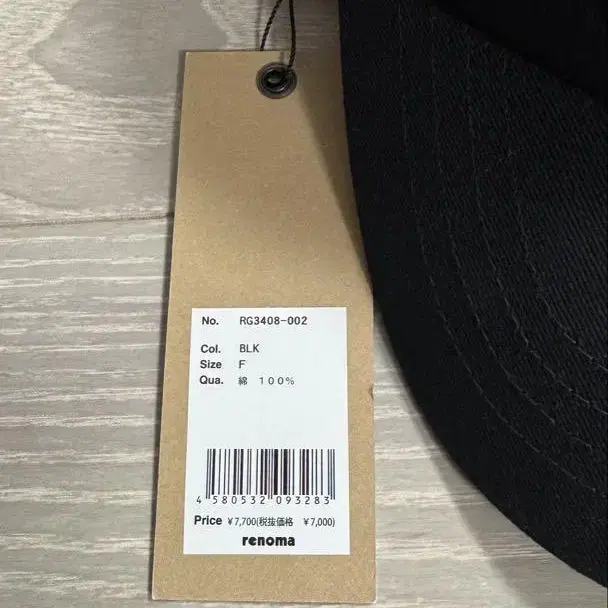 No. RG3408-002
Col. BLK
Size F
Qua. 綿 100%
4 580532 093283
Price ¥7,700(税抜価格 ¥7,000)
renoma